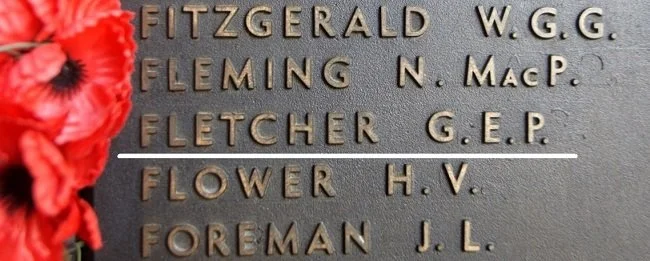 FITZGERALD W.G.G.
FLEMING N. MacP.
FLETCHER G.E.P.
FLOWER H.V.
FOREMAN J.L.